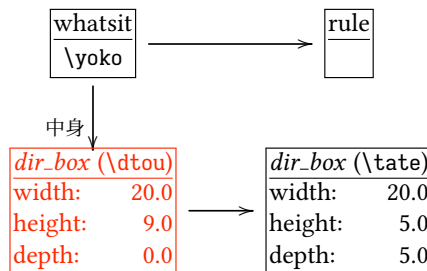 whatsit
\yoko
rule
中身
dir_box (\dtou)
width: 20.0
height: 9.0
depth: 0.0
dir_box (\tate)
width: 20.0
height: 5.0
depth: 5.0